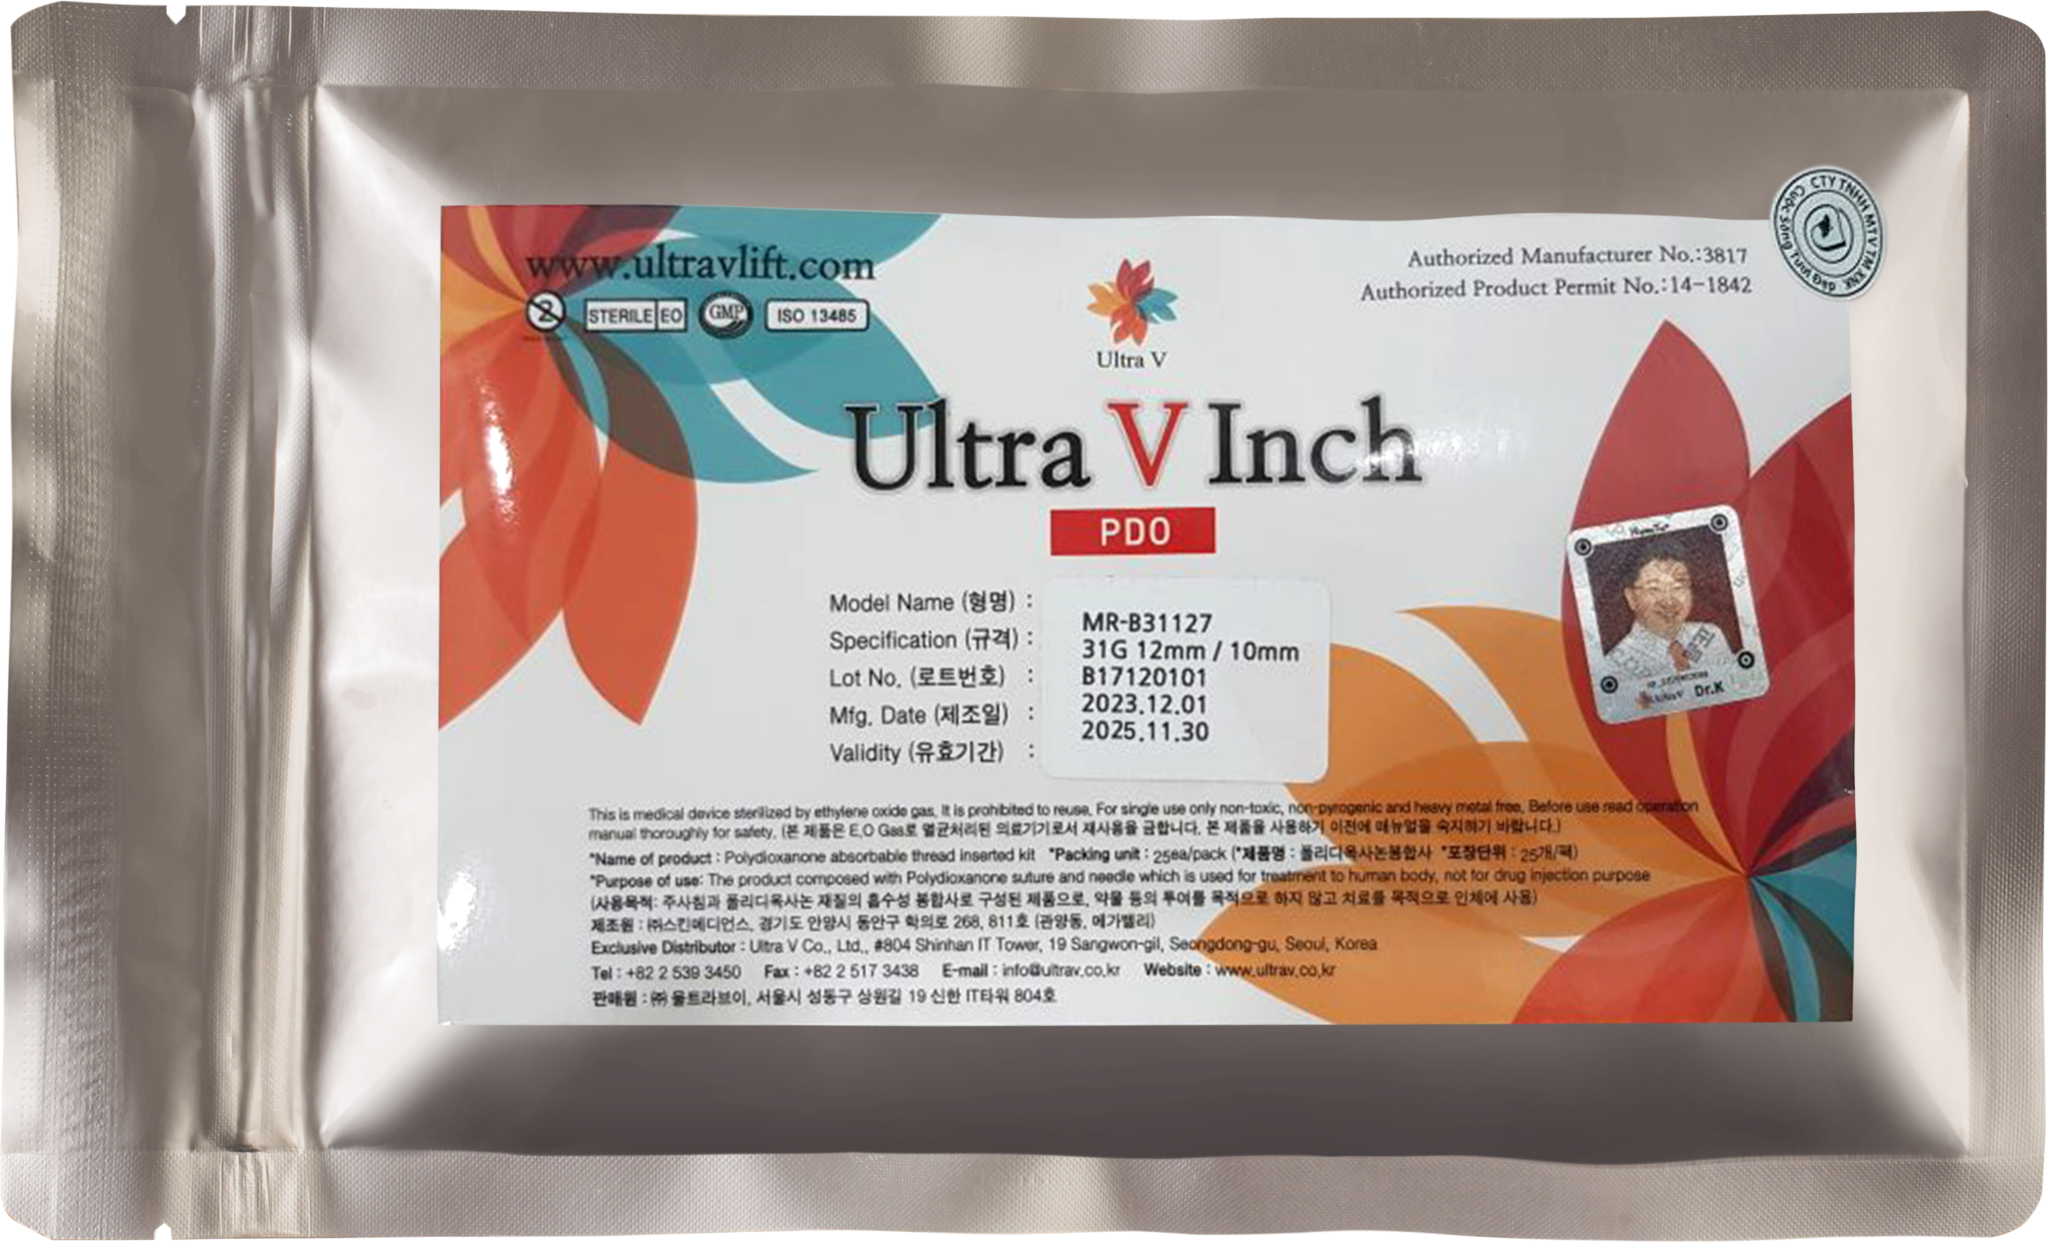 www.ultravlift.com
2 STERILE EO GMP ISO 13485
Ultra V
Authorized Manufacturer No.:3817
Authorized Product Permit No.:14-1842
CTY TNHH MTV TM XNK Cuộc Sống Tươi Đẹp
Ultra V Inch
PDO
Model Name (형명) : MR-B31127
Specification (규격) : 31G 12mm / 10mm
Lot No. (로트번호) : B17120101
Mfg. Date (제조일) : 2023.12.01
Validity (유효기간) : 2025.11.30
Dr.K
This is medical device sterilized by ethylene oxide gas. It is prohibited to reuse. For single use only non-toxic, non-pyrogenic and heavy metal free. Before use read operation
manual thoroughly for safety. (본 제품은 E.O Gas로 멸균처리된 의료기기로서 재사용을 금합니다. 본 제품을 사용하기 이전에 매뉴얼을 숙지하기 바랍니다.)
*Name of product : Polydioxanone absorbable thread inserted kit *Packing unit : 25ea/pack (*제품명 : 폴리디옥사논봉합사 *포장단위 : 25개/팩)
*Purpose of use: The product composed with Polydioxanone suture and needle which is used for treatment to human body, not for drug injection purpose
(사용목적: 주사침과 폴리디옥사논 재질의 흡수성 봉합사로 구성된 제품으로, 약물 등의 투여를 목적으로 하지 않고 치료를 목적으로 인체에 사용)
제조원 : ㈜스킨메디언스, 경기도 안양시 동안구 학의로 268, 811호 (관양동, 메가밸리)
Exclusive Distributor : Ultra V Co., Ltd., #804 Shinhan IT Tower, 19 Sangwon-gil, Seongdong-gu, Seoul, Korea
Tel : +82 2 539 3450 Fax : +82 2 517 3438 E-mail : info@ultrav.co.kr Website : www.ultrav.co.kr
판매원 : ㈜ 울트라브이, 서울시 성동구 상원길 19 신한 IT타워 804호